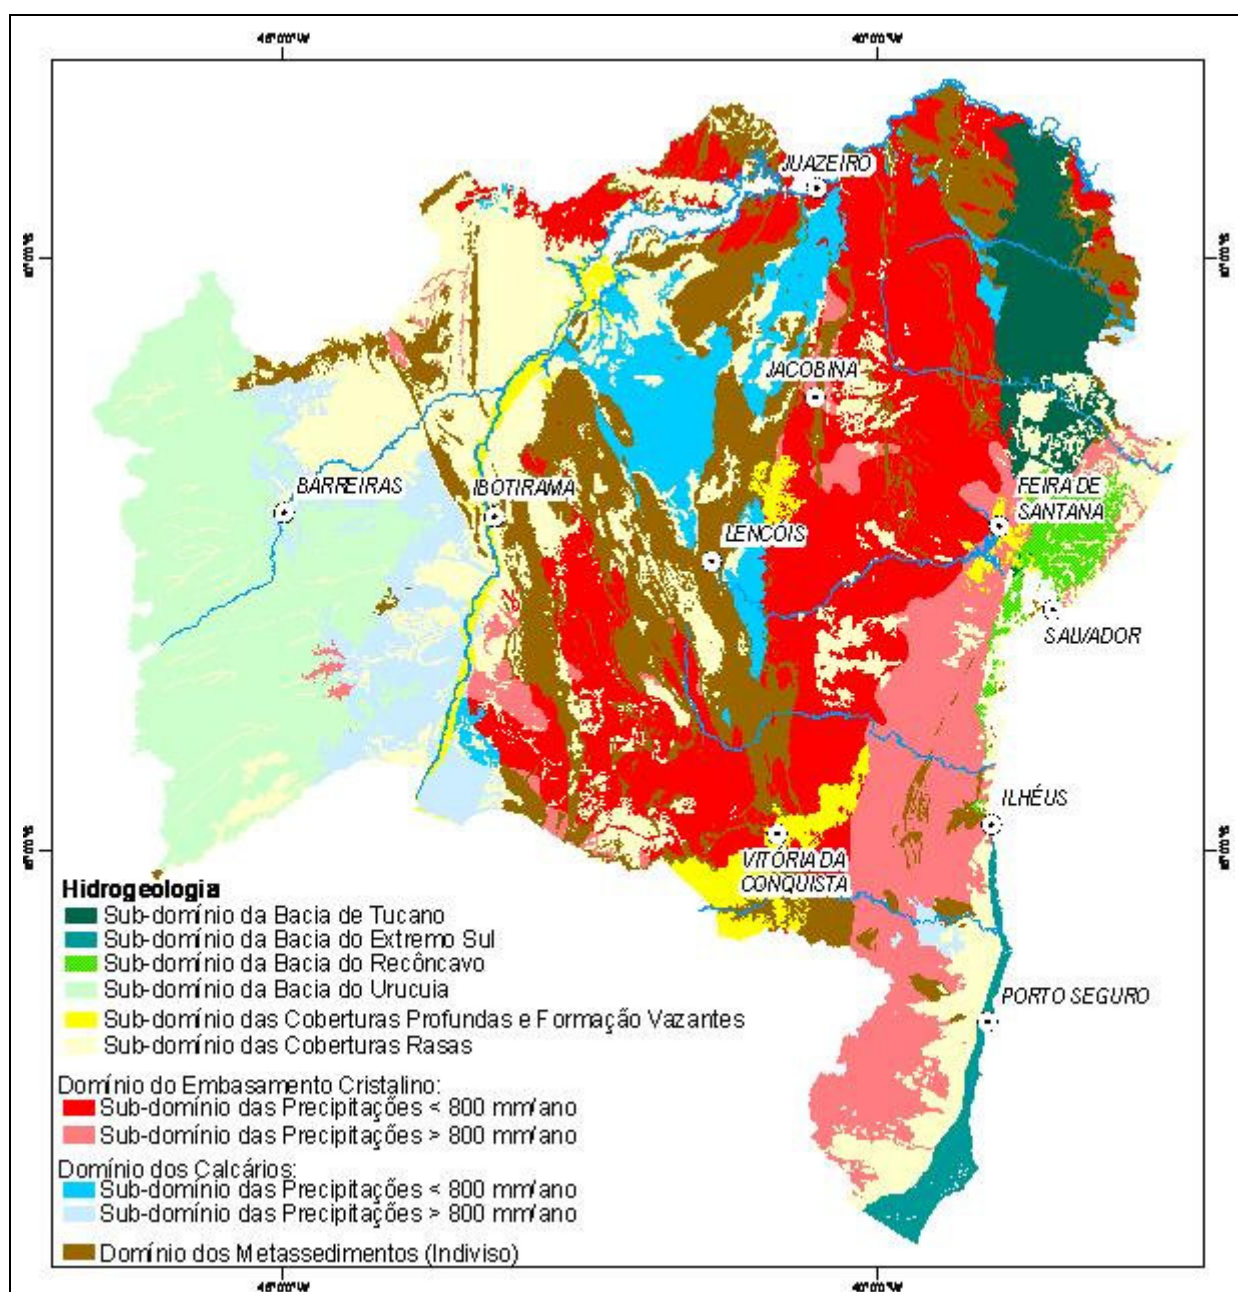 JUAZEIRO
JACOBINA
BARREIRAS
IBOTIRAMA
FEIRA DE
SANTANA
LENCÓIS
SALVADOR
ILHÉUS
VITÓRIA DA
CONQUISTA
PORTO SEGURO
Hidrogeologia
Sub-domínio da Bacia de Tucano
Sub-domínio da Bacia do Extremo Sul
Sub-domínio da Bacia do Recôncavo
Sub-domínio da Bacia do Urucuia
Sub-domínio das Coberturas Profundas e Formação Vazantes
Sub-domínio das Coberturas Rasas
Domínio do Embasamento Cristalino:
Sub-domínio das Precipitações < 800 mm/ano
Sub-domínio das Precipitações > 800 mm/ano
Domínio dos Calcários:
Sub-domínio das Precipitações < 800 mm/ano
Sub-domínio das Precipitações > 800 mm/ano
Domínio dos Metassedimentos (Indiviso)